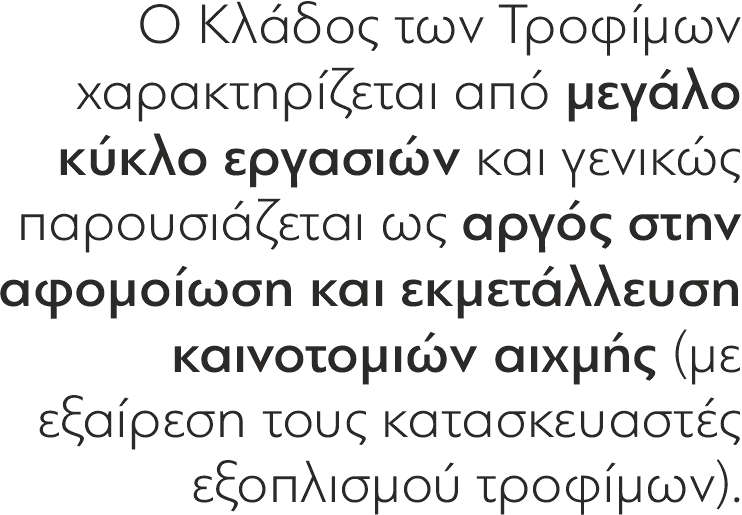 Ο Κλάδος των Τροφίμων
χαρακτηρίζεται από μεγάλο
κύκλο εργασιών και γενικώς
παρουσιάζεται ως αργός στην
αφομοίωση και εκμετάλλευση
καινοτομιών αιχμής (με
εξαίρεση τους κατασκευαστές
εξοπλισμού τροφίμων).